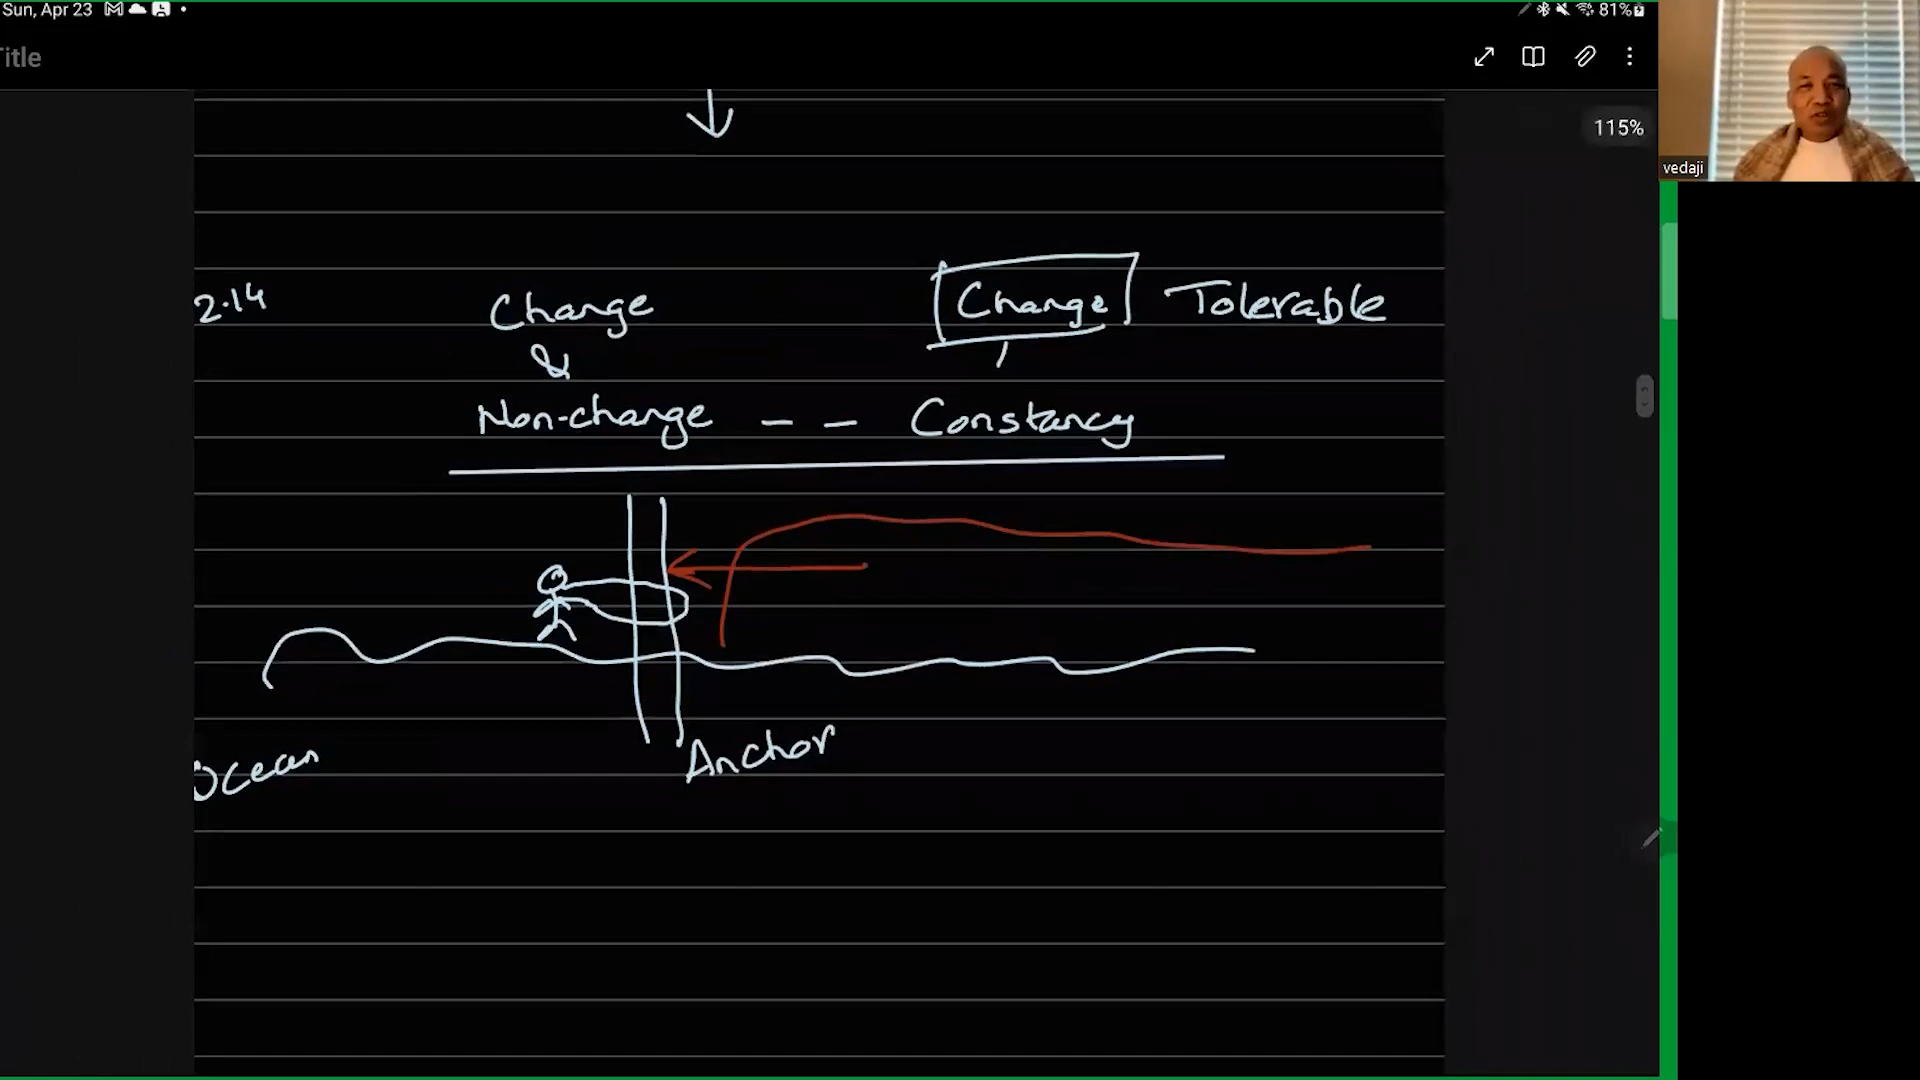 Sun, Apr 23 81%
Title
115%
vedaji
2.14 Change Change Tolerable
&
Non-change -- Constancy
Ocean Anchor